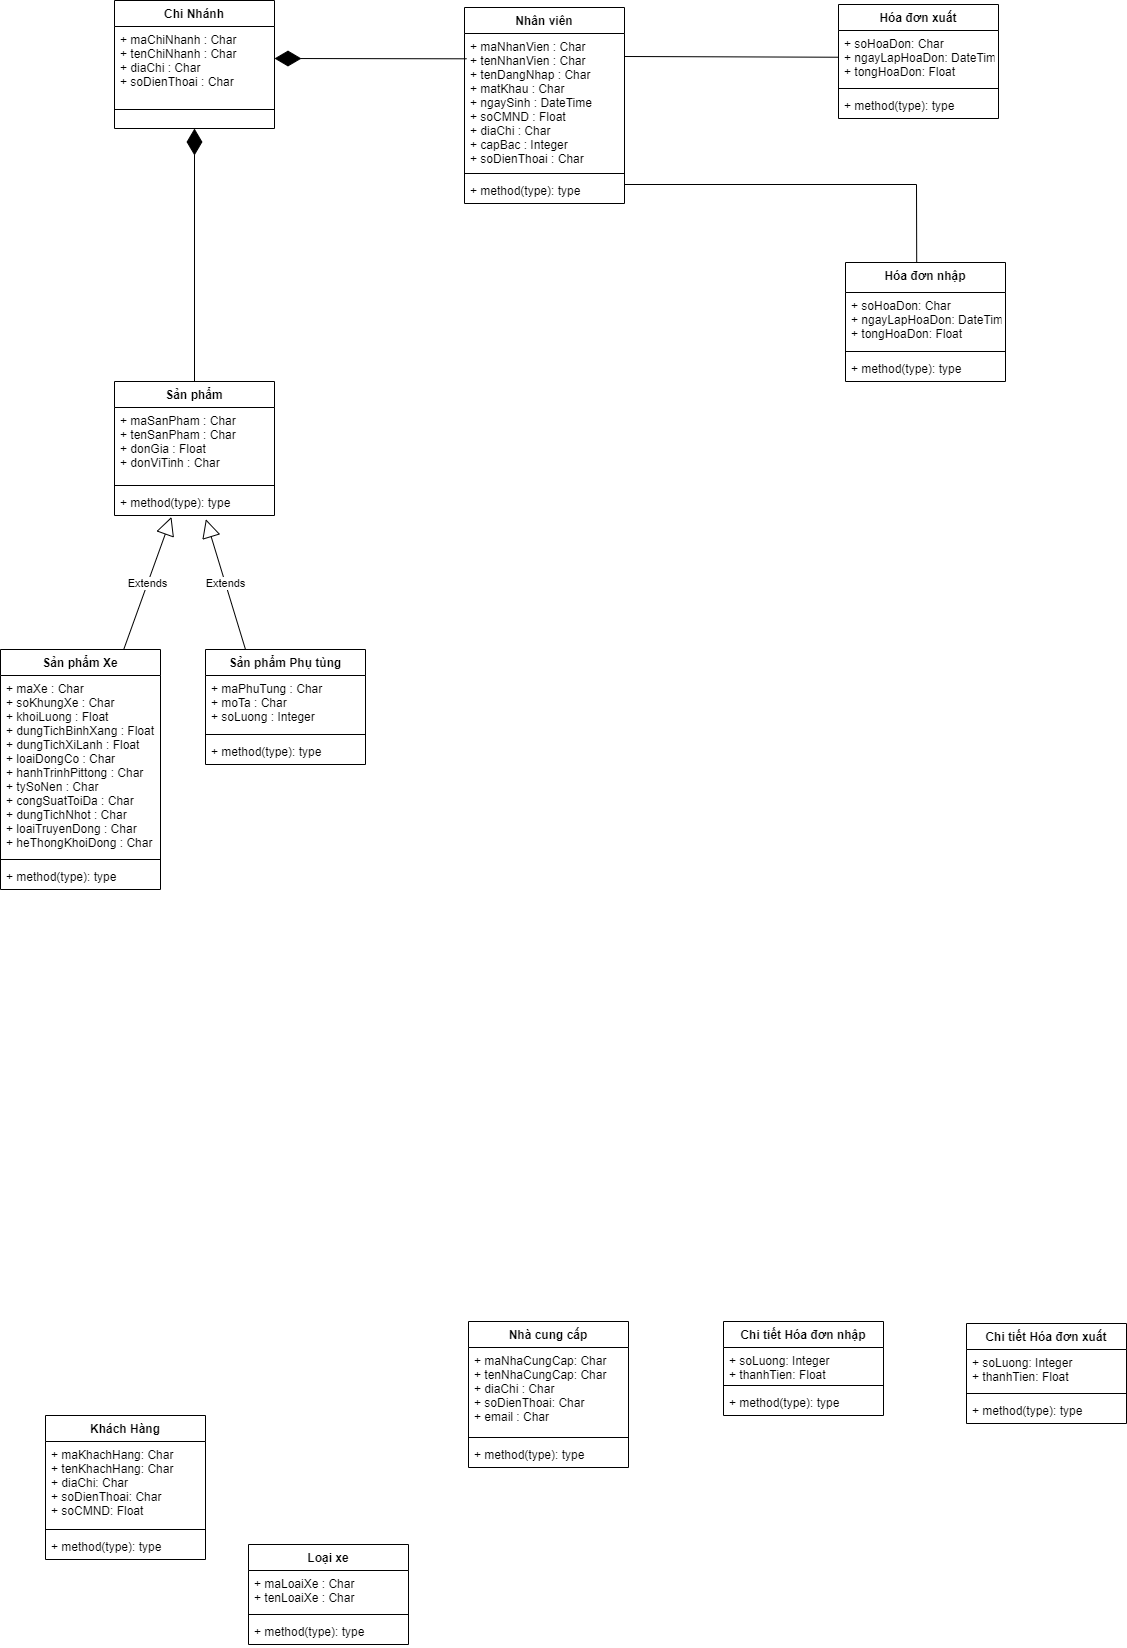 Chi Nhánh
+ maChiNhanh : Char
+ tenChiNhanh : Char
+ diaChi : Char
+ soDienThoai : Char
Nhân viên
+ maNhanVien : Char
+ tenNhanVien : Char
+ tenDangNhap : Char
+ matKhau : Char
+ ngaySinh : DateTime
+ soCMND : Float
+ diaChi : Char
+ capBac : Integer
+ soDienThoai : Char
+ method(type) : type
Hóa đơn xuất
+ soHoaDon: Char
+ ngayLapHoaDon: DateTim
+ tongHoaDon: Float
+ method(type): type
Hóa đơn nhập
+ soHoaDon: Char
+ ngayLapHoaDon: DateTim
+ tongHoaDon: Float
+ method(type): type
Sản phẩm
+ maSanPham : Char
+ tenSanPham : Char
+ donGia : Float
+ donViTinh : Char
+ method(type): type
Extends
Extends
Sản phẩm Xe
+ maXe : Char
+ soKhungXe : Char
+ khoiLuong : Float
+ dungTichBinhXang : Float
+ dungTichXiLanh : Float
+ loaiDongCo : Char
+ hanhTrinhPittong : Char
+ tySoNen : Char
+ congSuatToiDa : Char
+ dungTichNhot : Char
+ loaiTruyenDong : Char
+ heThongKhoiDong : Char
+ method(type): type
Sản phẩm Phụ tùng
+ maPhuTung : Char
+ moTa : Char
+ soLuong : Integer
+ method(type): type
Nhà cung cấp
+ maNhaCungCap: Char
+ tenNhaCungCap: Char
+ diaChi : Char
+ soDienThoai: Char
+ email : Char
+ method(type): type
Chi tiết Hóa đơn nhập
+ soLuong: Integer
+ thanhTien: Float
+ method(type): type
Chi tiết Hóa đơn xuất
+ soLuong: Integer
+ thanhTien: Float
+ method(type): type
Khách Hàng
+ maKhachHang: Char
+ tenKhachHang: Char
+ diaChi: Char
+ soDienThoai: Char
+ soCMND: Float
+ method(type): type
Loại xe
+ maLoaiXe : Char
+ tenLoaiXe : Char
+ method(type): type